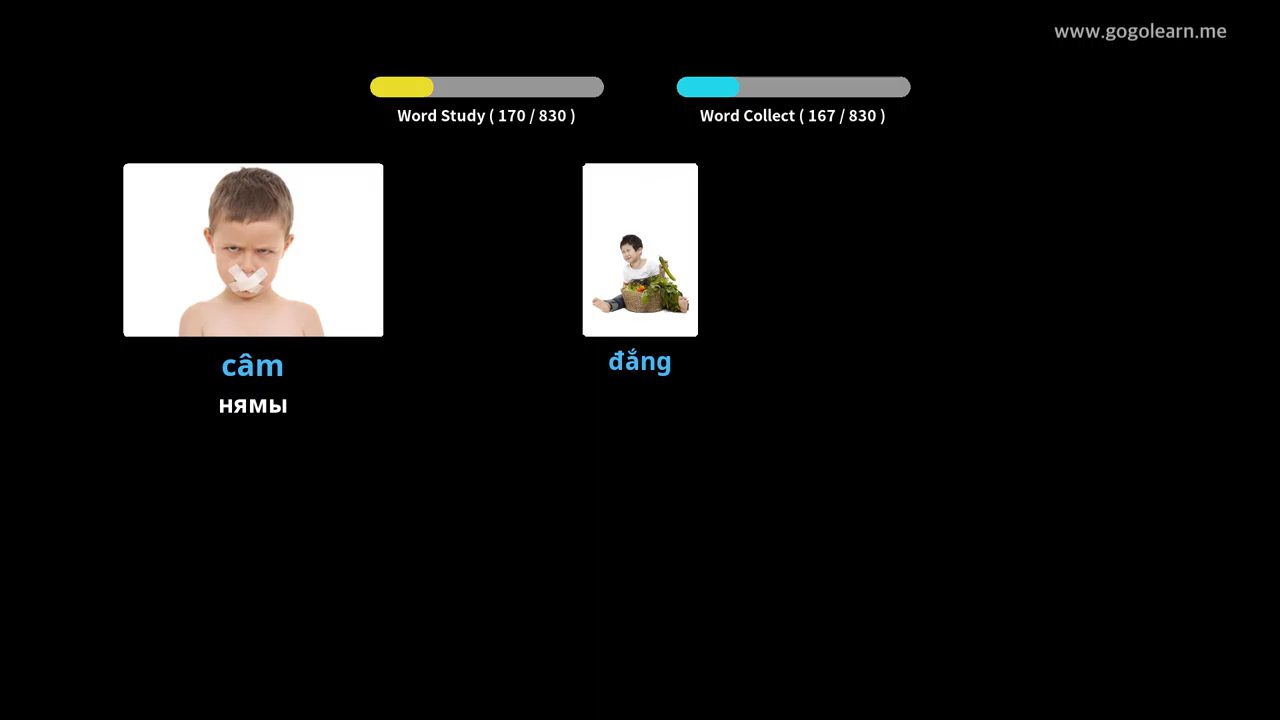 www.gogolearn.me
Word Study ( 170 / 830 )
Word Collect ( 167 / 830 )
câm
нямы
đắng